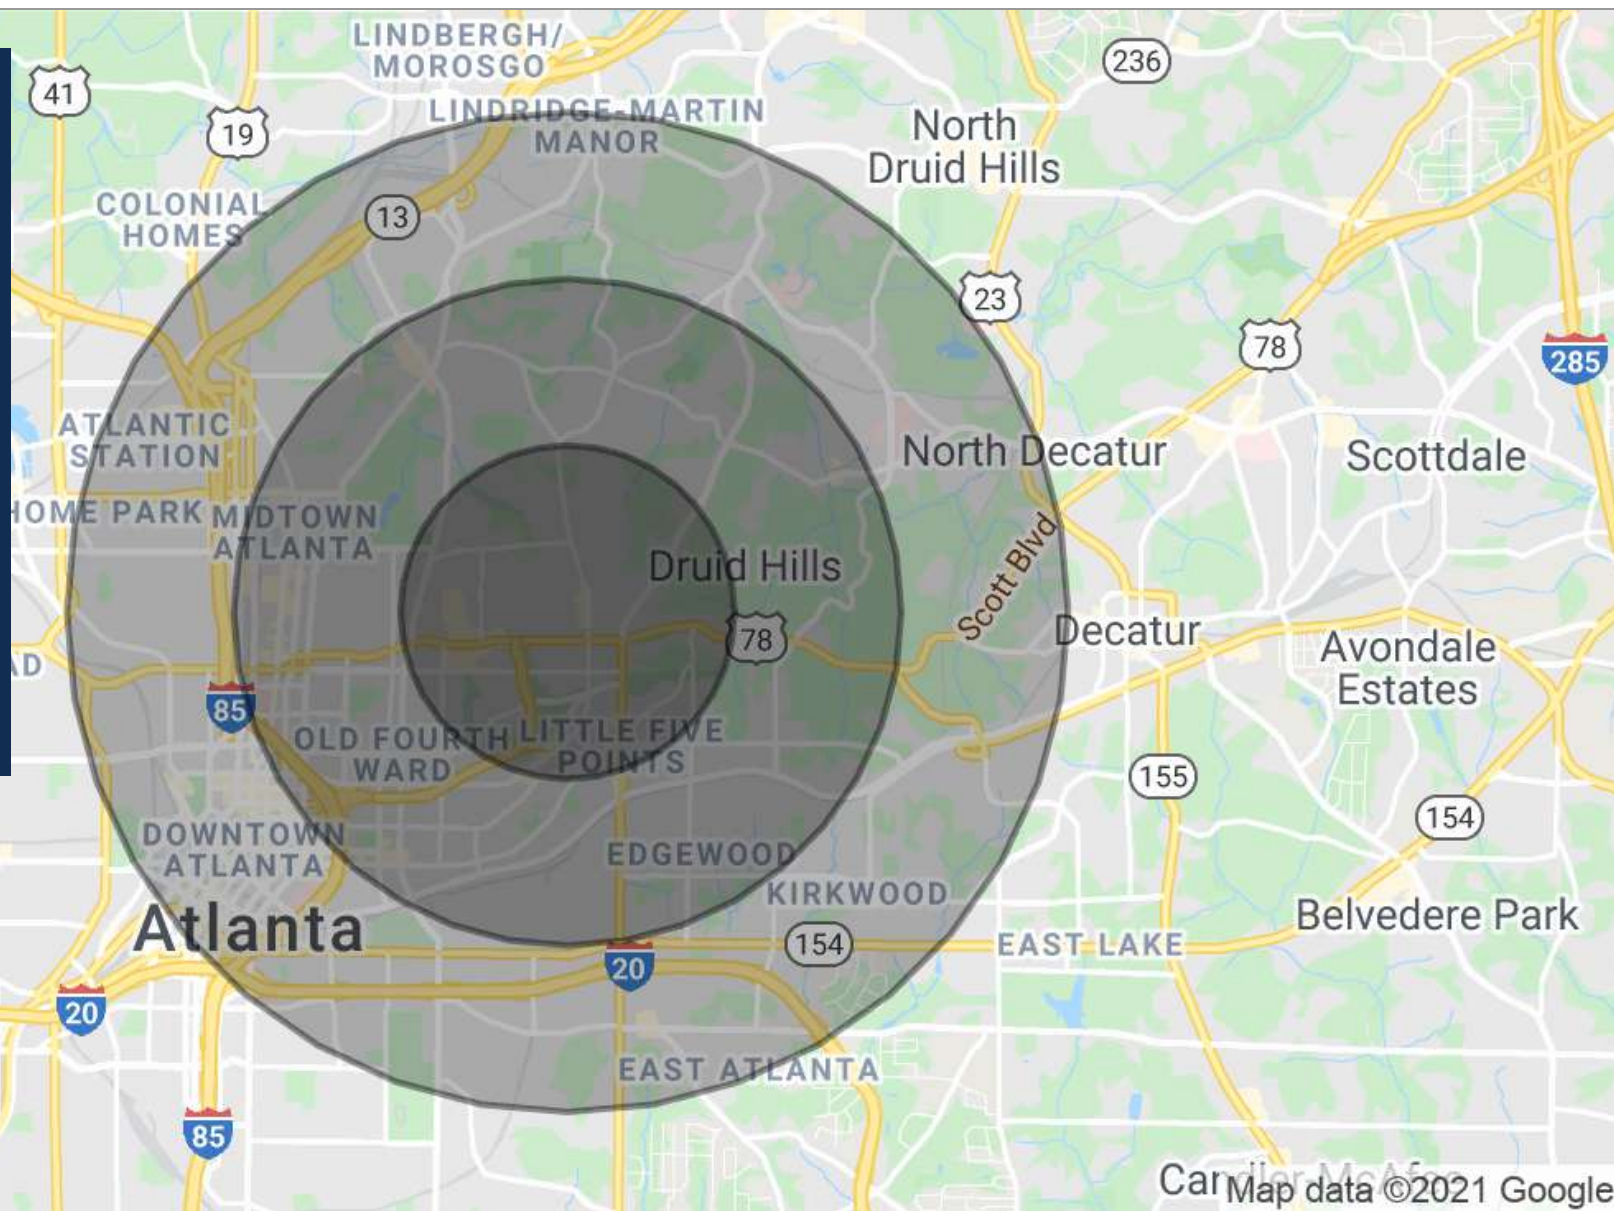 LINDBERGH/
MOROSGO
236
41
19
LINDRIDGE-MARTIN
MANOR
North
Druid Hills
COLONIAL
HOMES
13
23
78
285
ATLANTIC
STATION
North Decatur
Scottdale
HOME PARK
MIDTOWN
ATLANTA
Druid Hills
Scott Blvd
78
Decatur
Avondale
Estates
AD
85
OLD FOURTH
WARD
LITTLE FIVE
POINTS
155
154
DOWNTOWN
ATLANTA
EDGEWOOD
KIRKWOOD
Atlanta
154
EAST LAKE
Belvedere Park
20
20
EAST ATLANTA
85
Candler-McAfee
Map data ©2021 Google